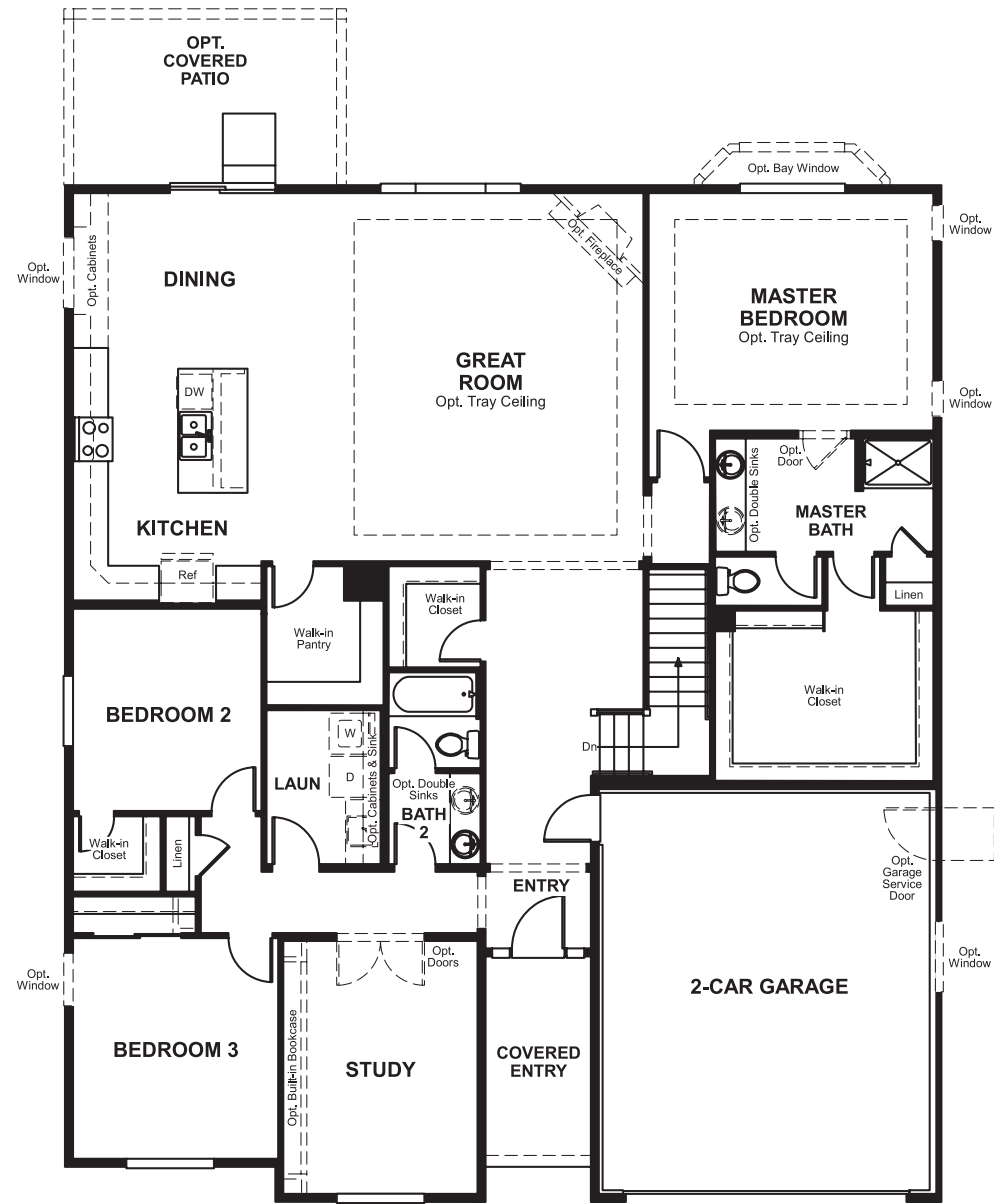 OPT.
COVERED
PATIO
Opt. Bay Window
Opt.
Window
Opt.
Window
Opt. Cabinets
DINING
Opt. Fireplace
MASTER
BEDROOM
Opt. Tray Ceiling
GREAT
ROOM
Opt. Tray Ceiling
Opt.
Window
DW
Opt.
Door
Opt. Double Sinks
MASTER
BATH
KITCHEN
Ref
Linen
Walk-in
Closet
Walk-in
Pantry
Walk-in
Closet
BEDROOM 2
W
D
LAUN
Opt. Cabinets & Sink
Opt. Double
Sinks
BATH
2
Dn
Walk-in
Closet
Linen
Opt.
Garage
Service
Door
ENTRY
Opt.
Doors
Opt.
Window
Opt.
Window
2-CAR GARAGE
BEDROOM 3
Opt. Built-in Bookcase
STUDY
COVERED
ENTRY